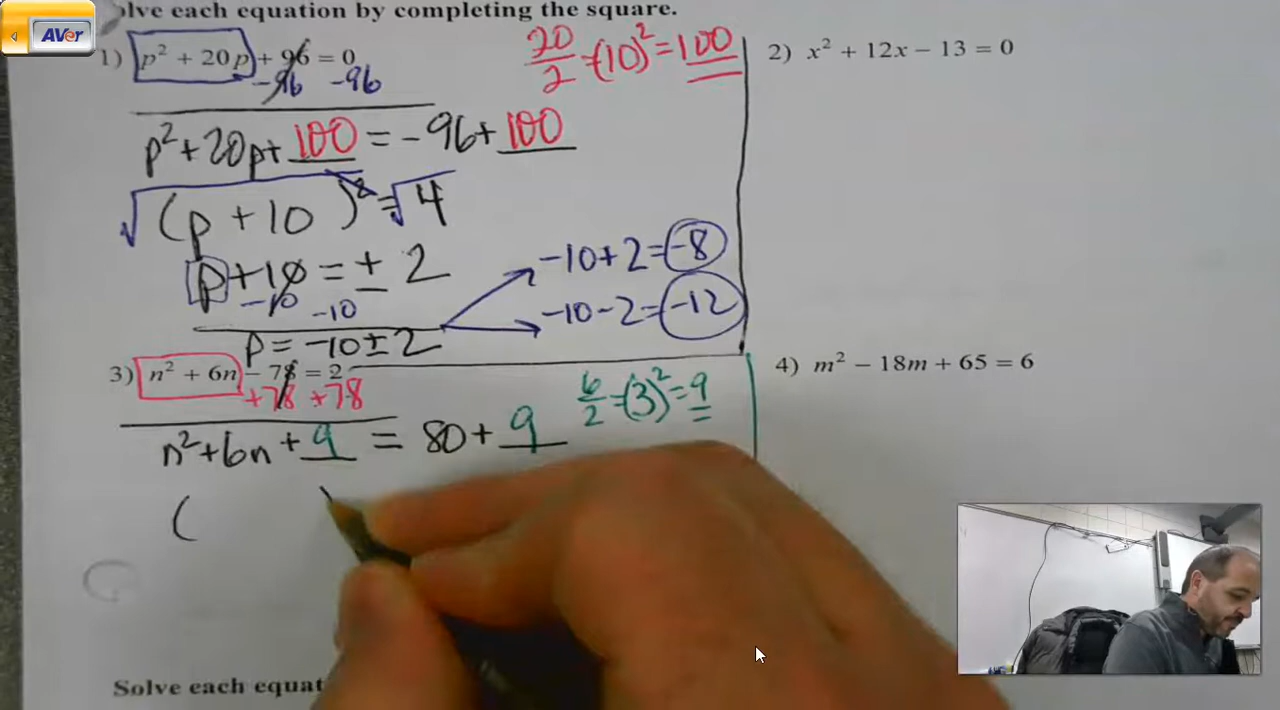 AVer
olve each equation by completing the square.
1) p² + 20p + 96 = 0
-96 -96
20/2 = (10)² = 100
p² + 20p + 100 = -96 + 100
√(p + 10)² = √4
p + 10 = ± 2
-10 -10
p = -10 ± 2
-10 + 2 = -8
-10 - 2 = -12
2) x² + 12x − 13 = 0
3) n² + 6n − 78 = 2
+78 +78
6/2 = (3)² = 9
n² + 6n + 9 = 80 + 9
( )
4) m² − 18m + 65 = 6
Solve each equat